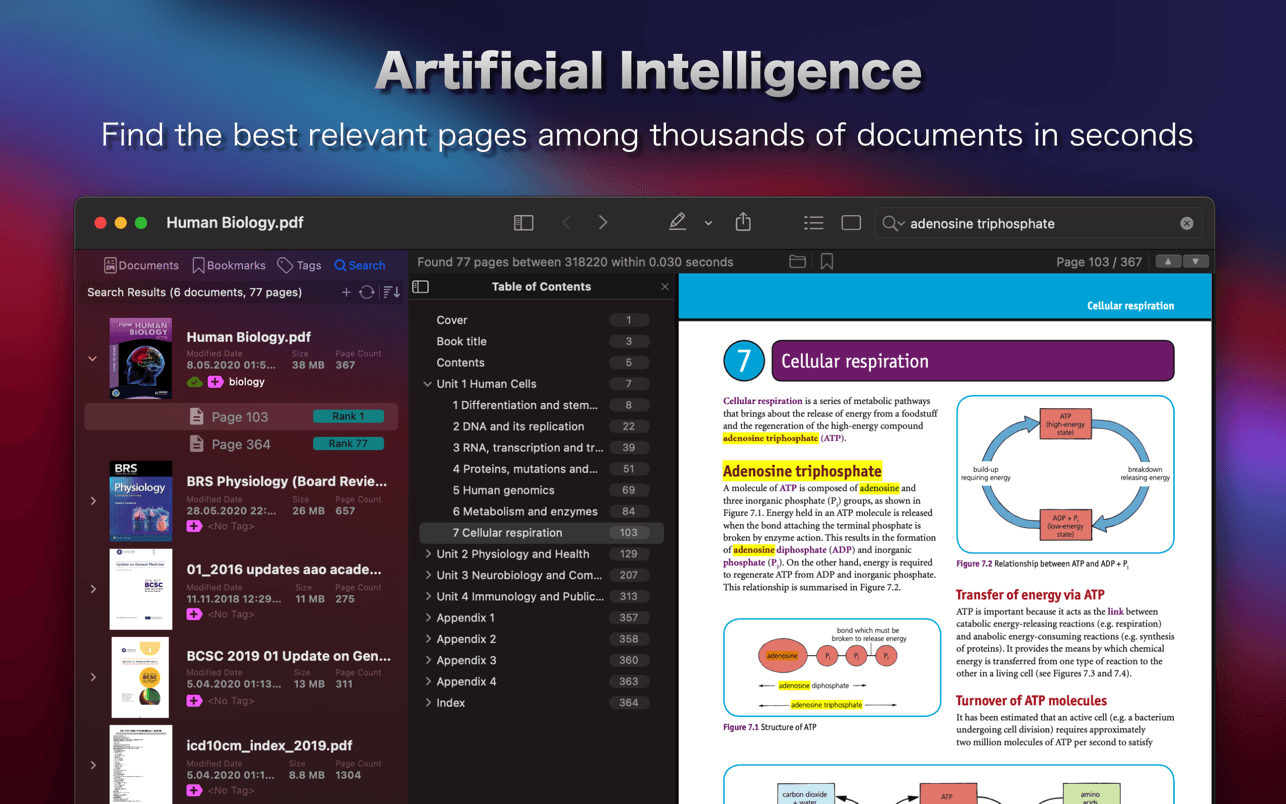 Artificial Intelligence
Find the best relevant pages among thousands of documents in seconds
Human Biology.pdf
adenosine triphosphate
Documents
Bookmarks
Tags
Search
Found 77 pages between 318220 within 0.030 seconds
Page 103 / 367
Search Results (6 documents, 77 pages)
Human Biology.pdf
Modified Date Size Page Count
8.05.2020 01:5... 38 MB 367
biology
Page 103 Rank 1
Page 364 Rank 77
BRS
Physiology
BRS Physiology (Board Revie...
Modified Date Size Page Count
28.05.2020 22:... 26 MB 657
<No Tag>
BCSC
01_2016 updates aao acade...
Modified Date Size Page Count
11.11.2018 12:29... 11 MB 275
<No Tag>
BCSC
BCSC 2019 01 Update on Gen...
Modified Date Size Page Count
5.04.2020 01:13... 13 MB 311
<No Tag>
icd10cm_index_2019.pdf
Modified Date Size Page Count
5.04.2020 01:1... 8.8 MB 1304
<No Tag>
Table of Contents
Cover 1
Book title 3
Contents 5
Unit 1 Human Cells 7
1 Differentiation and stem... 8
2 DNA and its replication 22
3 RNA, transcription and tr... 39
4 Proteins, mutations and... 51
5 Human genomics 69
6 Metabolism and enzymes 84
7 Cellular respiration 103
Unit 2 Physiology and Health 129
Unit 3 Neurobiology and Com... 207
Unit 4 Immunology and Public... 313
Appendix 1 357
Appendix 2 358
Appendix 3 360
Appendix 4 363
Index 364
Cellular respiration
7 Cellular respiration
Cellular respiration is a series of metabolic pathways
that brings about the release of energy from a foodstuff
and the regeneration of the high-energy compound
adenosine triphosphate (ATP).
Adenosine triphosphate
A molecule of ATP is composed of adenosine and
three inorganic phosphate (Pi) groups, as shown in
Figure 7.1. Energy held in an ATP molecule is released
when the bond attaching the terminal phosphate is
broken by enzyme action. This results in the formation
of adenosine diphosphate (ADP) and inorganic
phosphate (Pi). On the other hand, energy is required
to regenerate ATP from ADP and inorganic phosphate.
This relationship is summarised in Figure 7.2.
bond which must be
broken to release energy
adenosine Pi Pi Pi
adenosine diphosphate
adenosine triphosphate
Figure 7.1 Structure of ATP
ATP
(high-energy
state)
build-up
requiring energy
breakdown
releasing energy
ADP + Pi
(low-energy
state)
Figure 7.2 Relationship between ATP and ADP + Pi
Transfer of energy via ATP
ATP is important because it acts as the link between
catabolic energy-releasing reactions (e.g. respiration)
and anabolic energy-consuming reactions (e.g. synthesis
of proteins). It provides the means by which chemical
energy is transferred from one type of reaction to the
other in a living cell (see Figures 7.3 and 7.4).
Turnover of ATP molecules
It has been estimated that an active cell (e.g. a bacterium
undergoing cell division) requires approximately
two million molecules of ATP per second to satisfy
carbon dioxide
+ water
ATP
amino
acids